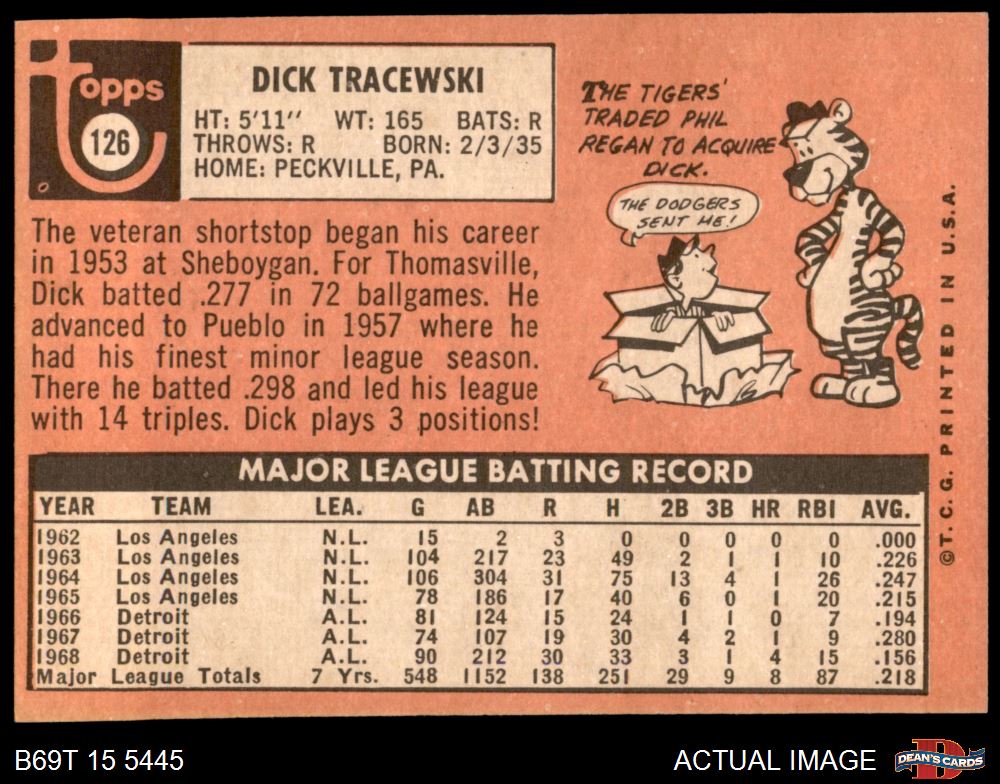 Topps
126
DICK TRACEWSKI
HT: 5'11" WT: 165 BATS: R
THROWS: R BORN: 2/3/35
HOME: PECKVILLE, PA.
THE TIGERS'
TRADED PHIL
REGAN TO ACQUIRE
DICK.
THE DODGERS
SENT ME!
The veteran shortstop began his career
in 1953 at Sheboygan. For Thomasville,
Dick batted .277 in 72 ballgames. He
advanced to Pueblo in 1957 where he
had his finest minor league season.
There he batted .298 and led his league
with 14 triples. Dick plays 3 positions!
MAJOR LEAGUE BATTING RECORD
YEAR TEAM LEA. G AB R H 2B 3B HR RBI AVG.
1962 Los Angeles N.L. 15 2 3 0 0 0 0 0 .000
1963 Los Angeles N.L. 104 217 23 49 2 1 1 10 .226
1964 Los Angeles N.L. 106 304 31 75 13 4 1 26 .247
1965 Los Angeles N.L. 78 186 17 40 6 0 1 20 .215
1966 Detroit A.L. 81 124 15 24 1 1 0 7 .194
1967 Detroit A.L. 74 107 19 30 4 2 1 9 .280
1968 Detroit A.L. 90 212 30 33 3 1 4 15 .156
Major League Totals 7 Yrs. 548 1152 138 251 29 9 8 87 .218
©T.C.G. PRINTED IN U.S.A.
B69T 15 5445
ACTUAL IMAGE
D
DEAN'S CARDS